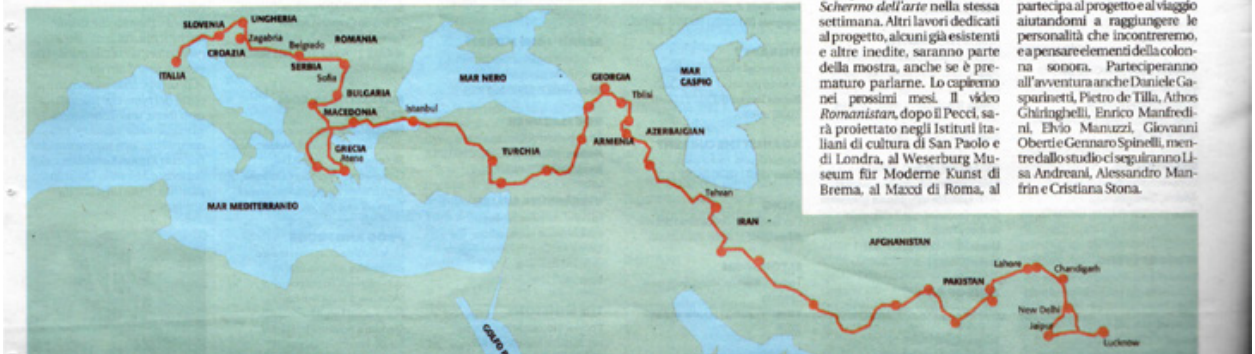 SLOVENIA
UNGHERIA
Zagabria
CROAZIA
Belgrado
ROMANIA
SERBIA
ITALIA
Sofia
BULGARIA
MACEDONIA
Istanbul
GRECIA
Atene
MAR NERO
GEORGIA
Tbilisi
MAR
CASPIO
ARMENIA
AZERBAIGIAN
TURCHIA
MAR MEDITERRANEO
Tehran
IRAN
AFGHANISTAN
PAKISTAN
Lahore
Chandigarh
New Delhi
Jaipur
Lucknow
GOLFO
Schermo dell'arte nella stessa
settimana. Altri lavori dedicati
al progetto, alcuni già esistenti
e altre inedite, saranno parte
della mostra, anche se è pre-
maturo parlarne. Lo capiremo
nei prossimi mesi. Il video
Romanistan, dopo il Pecci, sa-
rà proiettato negli Istituti ita-
liani di cultura di San Paolo e
di Londra, al Weserburg Mu-
seum für Moderne Kunst di
Brema, al Maxxi di Roma, al
partecipa al progetto e al viaggio
aiutandomi a raggiungere le
personalità che incontreremo,
e a pensare elementi della colon-
na sonora. Parteciperanno
all'avventura anche Daniele Ga-
sparinetti, Pietro de Tilla, Athos
Ghiringhelli, Enrico Manfredi-
ni, Elvio Manuzzi, Giovanni
Oberti e Gennaro Spinelli, men-
tre dallo studio ci seguiranno Li-
sa Andreani, Alessandro Man-
frin e Cristiana Stona.